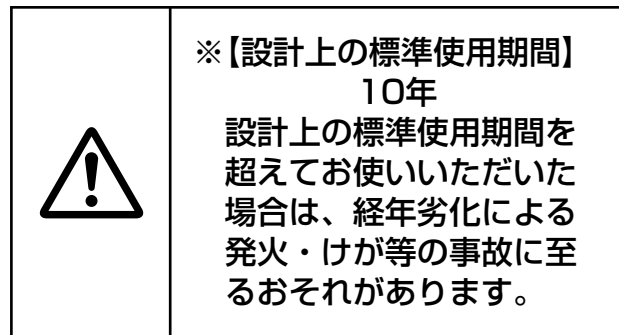 ※【設計上の標準使用期間】
10年
設計上の標準使用期間を
超えてお使いいただいた
場合は、経年劣化による
発火・けが等の事故に至
るおそれがあります。